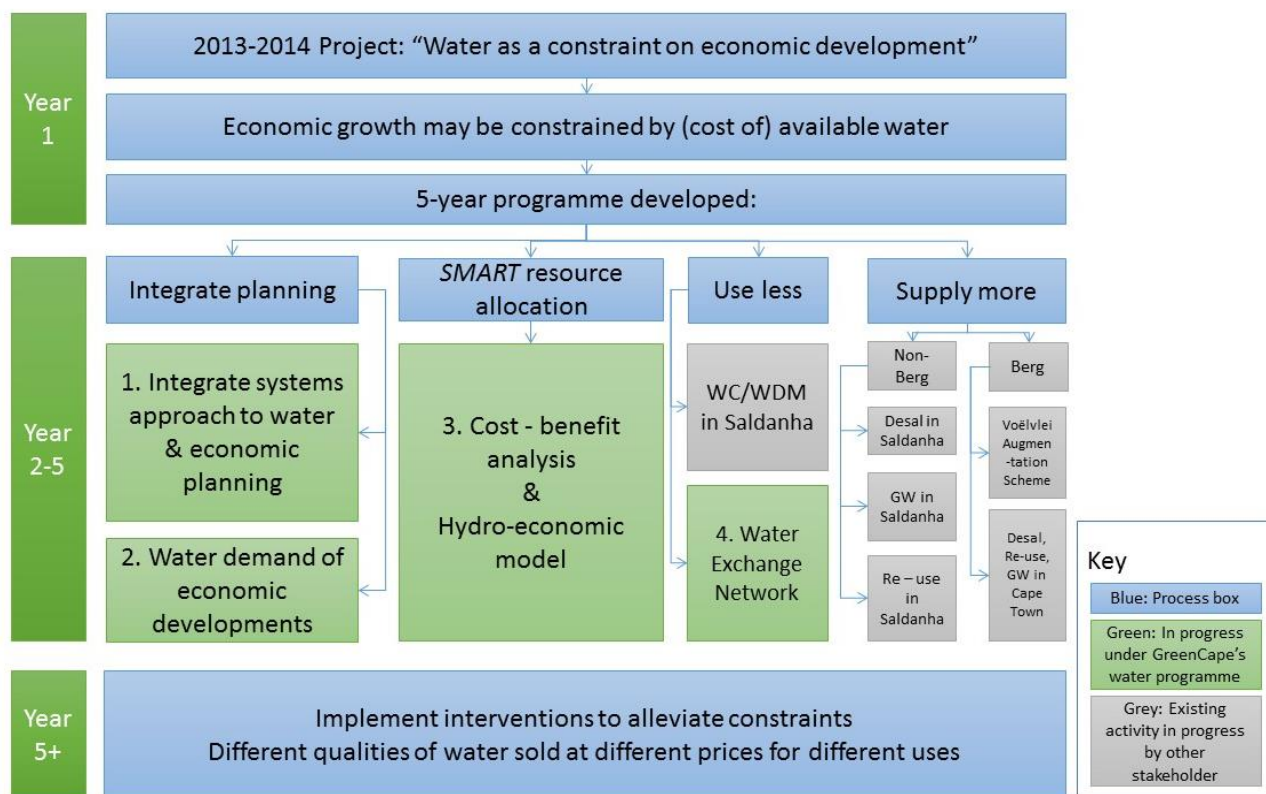 Year
1
2013-2014 Project: “Water as a constraint on economic development”
Economic growth may be constrained by (cost of) available water
5-year programme developed:
Year
2-5
Integrate planning
SMART resource
allocation
Use less
Supply more
1. Integrate systems
approach to water
& economic
planning
2. Water demand of
economic
developments
3. Cost - benefit
analysis
&
Hydro-economic
model
WC/WDM
in Saldanha
4. Water
Exchange
Network
Non-
Berg
Desal in
Saldanha
GW in
Saldanha
Re – use
in
Saldanha
Berg
Voëlvlei
Augmen
-tation
Scheme
Desal,
Re-use,
GW in
Cape
Town
Key
Blue: Process box
Green: In progress
under GreenCape’s
water programme
Grey: Existing
activity in progress
by other
stakeholder
Year
5+
Implement interventions to alleviate constraints
Different qualities of water sold at different prices for different uses